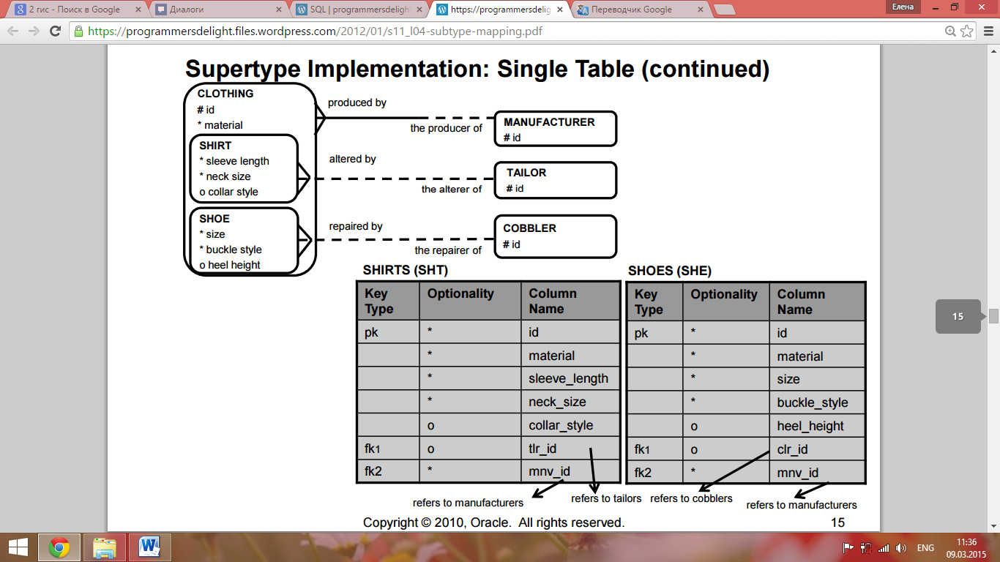 2 гис - Поиск в Google
Диалоги
SQL | programmersdeligh
https://programmersdelig
Переводчик Google
Елена
https://programmersdelight.files.wordpress.com/2012/01/s11_l04-subtype-mapping.pdf
Supertype Implementation: Single Table (continued)
CLOTHING
# id
* material
SHIRT
* sleeve length
* neck size
o collar style
SHOE
* size
* buckle style
o heel height
produced by
the producer of
MANUFACTURER
# id
altered by
the alterer of
TAILOR
# id
repaired by
the repairer of
COBBLER
# id
SHIRTS (SHT)
Key Type Optionality Column Name
pk * id
* material
* sleeve_length
* neck_size
o collar_style
fk1 o tlr_id
fk2 * mnv_id
refers to manufacturers
refers to tailors
SHOES (SHE)
Key Type Optionality Column Name
pk * id
* material
* size
* buckle_style
o heel_height
fk1 o clr_id
fk2 * mnv_id
refers to cobblers
refers to manufacturers
Copyright © 2010, Oracle. All rights reserved.
15
15
ENG
11:36
09.03.2015